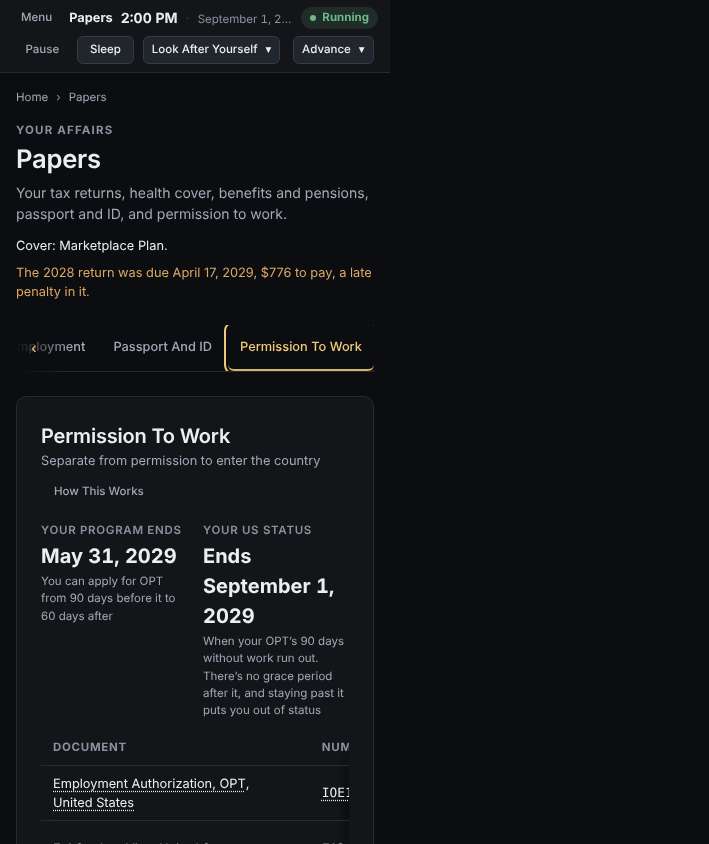 Menu Papers 2:00 PM · September 1, 2... Running
Pause Sleep Look After Yourself ▾ Advance ▾
Home › Papers
YOUR AFFAIRS
Papers
Your tax returns, health cover, benefits and pensions,
passport and ID, and permission to work.
Cover: Marketplace Plan.
The 2028 return was due April 17, 2029, $776 to pay, a late
penalty in it.
‹ Passport And ID Permission To Work
Permission To Work
Separate from permission to enter the country
How This Works
YOUR PROGRAM ENDS
May 31, 2029
You can apply for OPT
from 90 days before it to
60 days after
YOUR US STATUS
Ends
September 1,
2029
When your OPT’s 90 days
without work run out.
There’s no grace period
after it, and staying past it
puts you out of status
DOCUMENT NUM
Employment Authorization, OPT,
United States
IOE1